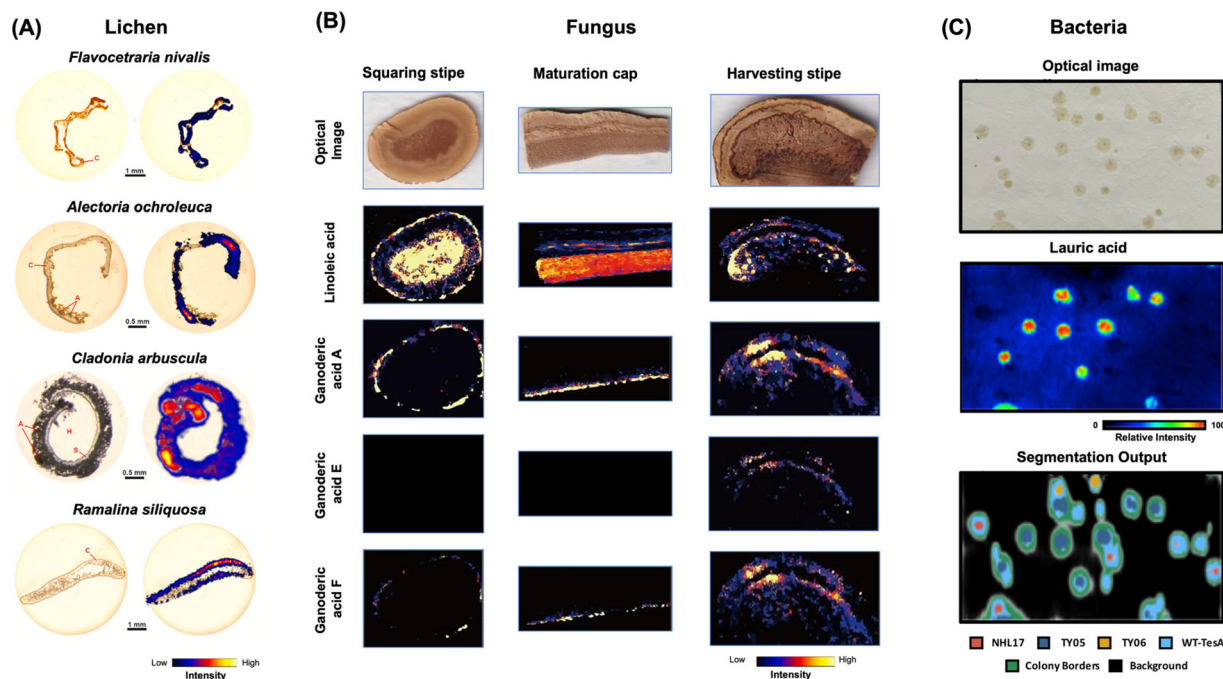 (A) Lichen
Flavocetraria nivalis
C
1 mm
Alectoria ochroleuca
C
A
0.5 mm
Cladonia arbuscula
A
H
S
0.5 mm
Ramalina siliquosa
C
1 mm
Low High
Intensity
(B) Fungus
Squaring stipe Maturation cap Harvesting stipe
Optical
Image
Linoleic acid
Ganoderic
acid A
Ganoderic
acid E
Ganoderic
acid F
Low High
Intensity
(C) Bacteria
Optical image
Lauric acid
0 100
Relative Intensity
Segmentation Output
NHL17 TY05 TY06 WT-TesA
Colony Borders Background